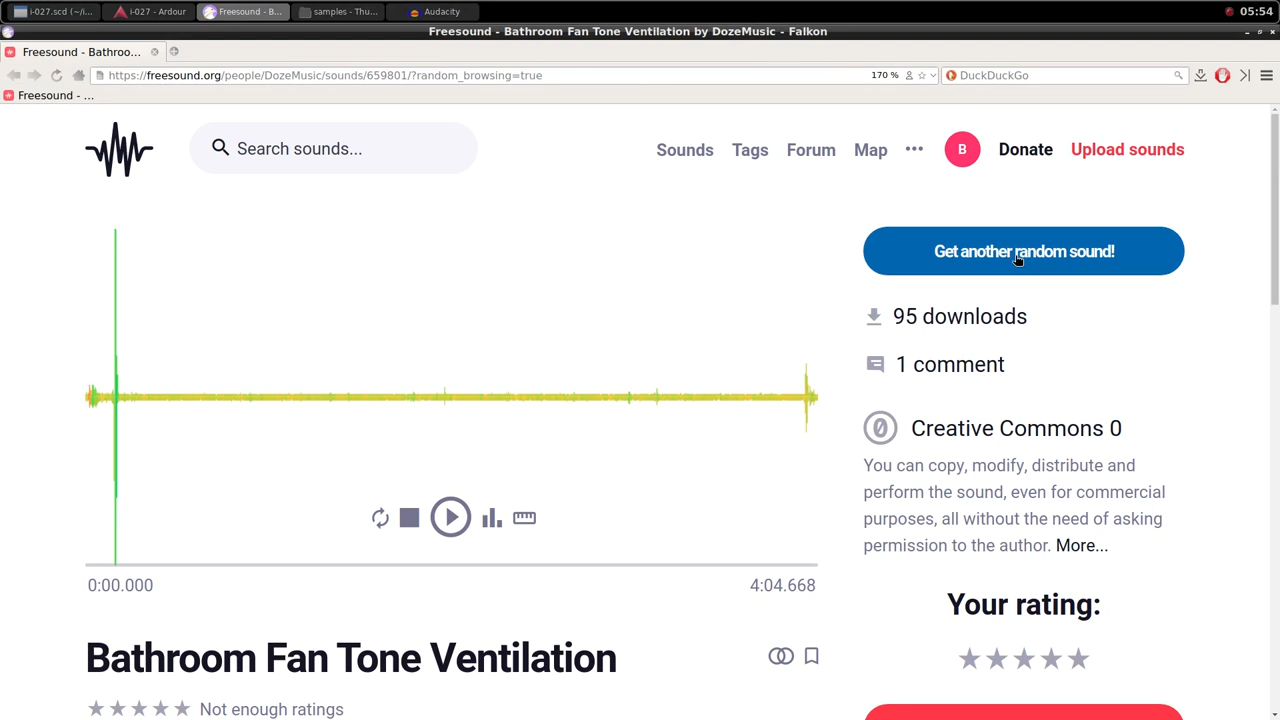 i-027.scd (~/i...
i-027 - Ardour
Freesound - B...
samples - Thu...
Audacity
05:54
Freesound - Bathroom Fan Tone Ventilation by DozeMusic - Falkon
Freesound - Bathroo...
https://freesound.org/people/DozeMusic/sounds/659801/?random_browsing=true
170 %
DuckDuckGo
Freesound - ...
Search sounds...
Sounds
Tags
Forum
Map
B
Donate
Upload sounds
Get another random sound!
95 downloads
1 comment
Creative Commons 0
You can copy, modify, distribute and
perform the sound, even for commercial
purposes, all without the need of asking
permission to the author. More...
0:00.000
4:04.668
Your rating:
Bathroom Fan Tone Ventilation
Not enough ratings